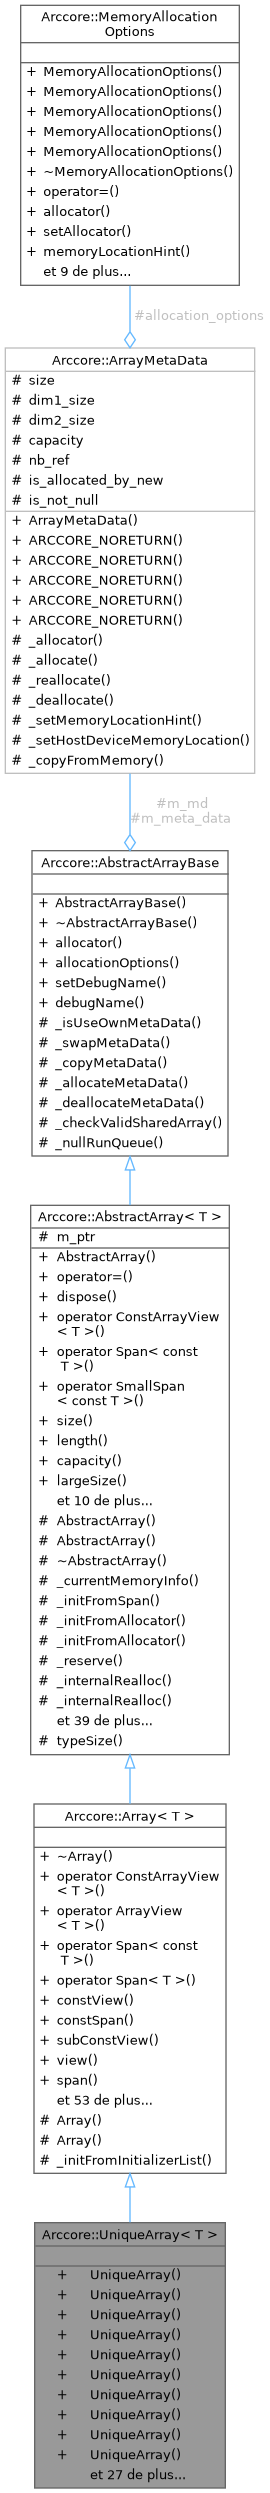 Arccore::MemoryAllocation
Options
+ MemoryAllocationOptions()
+ MemoryAllocationOptions()
+ MemoryAllocationOptions()
+ MemoryAllocationOptions()
+ MemoryAllocationOptions()
+ ~MemoryAllocationOptions()
+ operator=()
+ allocator()
+ setAllocator()
+ memoryLocationHint()
et 9 de plus...
#allocation_options
Arccore::ArrayMetaData
# size
# dim1_size
# dim2_size
# capacity
# nb_ref
# is_allocated_by_new
# is_not_null
+ ArrayMetaData()
+ ARCCORE_NORETURN()
+ ARCCORE_NORETURN()
+ ARCCORE_NORETURN()
+ ARCCORE_NORETURN()
+ ARCCORE_NORETURN()
# _allocator()
# _allocate()
# _reallocate()
# _deallocate()
# _setMemoryLocationHint()
# _setHostDeviceMemoryLocation()
# _copyFromMemory()
#m_md
#m_meta_data
Arccore::AbstractArrayBase
+ AbstractArrayBase()
+ ~AbstractArrayBase()
+ allocator()
+ allocationOptions()
+ setDebugName()
+ debugName()
# _isUseOwnMetaData()
# _swapMetaData()
# _copyMetaData()
# _allocateMetaData()
# _deallocateMetaData()
# _checkValidSharedArray()
# _nullRunQueue()
Arccore::AbstractArray< T >
# m_ptr
+ AbstractArray()
+ operator=()
+ dispose()
+ operator ConstArrayView
< T >()
+ operator Span< const
T >()
+ operator SmallSpan
< const T >()
+ size()
+ length()
+ capacity()
+ largeSize()
et 10 de plus...
# AbstractArray()
# AbstractArray()
# ~AbstractArray()
# _currentMemoryInfo()
# _initFromSpan()
# _initFromAllocator()
# _initFromAllocator()
# _reserve()
# _internalRealloc()
# _internalRealloc()
et 39 de plus...
# typeSize()
Arccore::Array< T >
+ ~Array()
+ operator ConstArrayView
< T >()
+ operator ArrayView
< T >()
+ operator Span< const
T >()
+ operator Span< T >()
+ constView()
+ constSpan()
+ subConstView()
+ view()
+ span()
et 53 de plus...
# Array()
# Array()
# _initFromInitializerList()
Arccore::UniqueArray< T >
+ UniqueArray()
+ UniqueArray()
+ UniqueArray()
+ UniqueArray()
+ UniqueArray()
+ UniqueArray()
+ UniqueArray()
+ UniqueArray()
+ UniqueArray()
+ UniqueArray()
et 27 de plus...